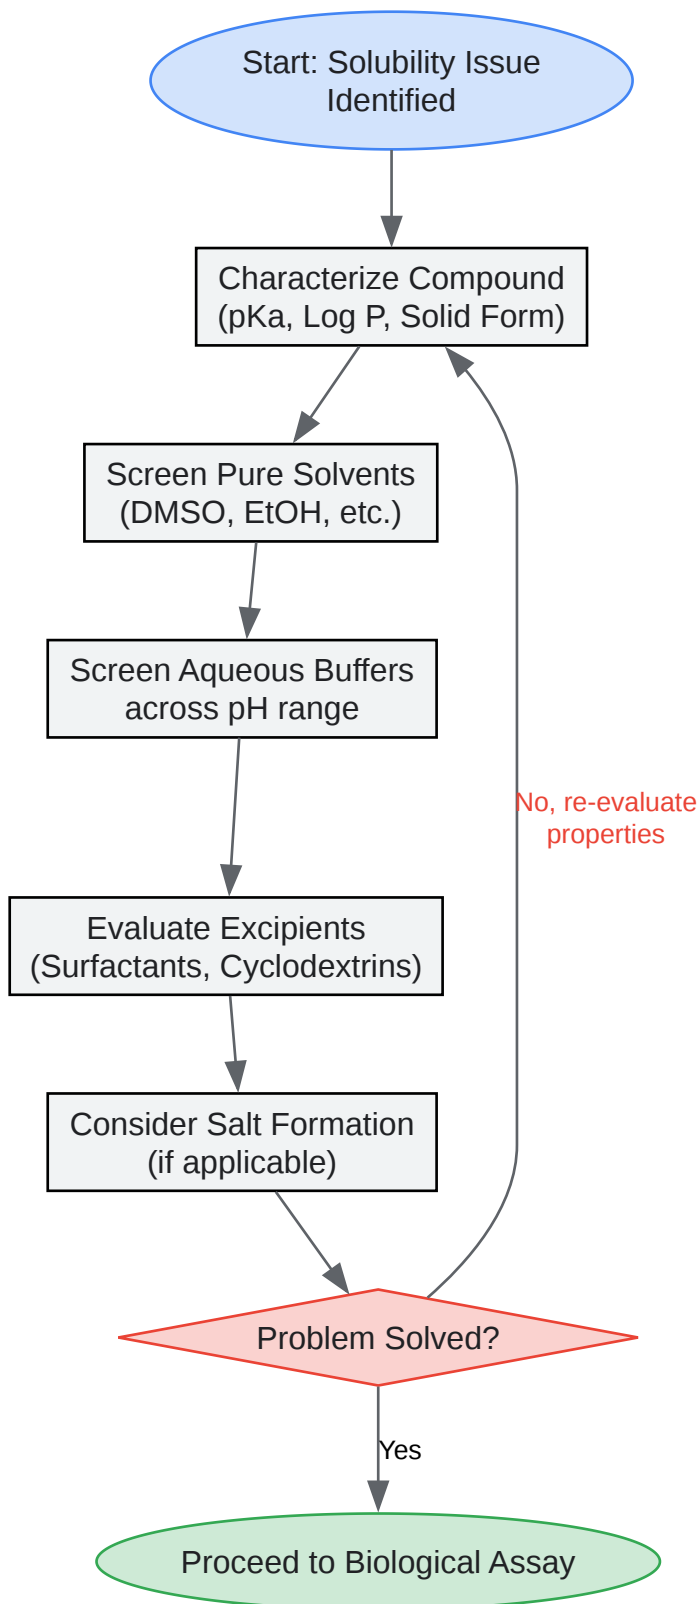 Start: Solubility Issue
Identified
Characterize Compound
(pKa, Log P, Solid Form)
Screen Pure Solvents
(DMSO, EtOH, etc.)
Screen Aqueous Buffers
across pH range
No, re-evaluate
properties
Evaluate Excipients
(Surfactants, Cyclodextrins)
Consider Salt Formation
(if applicable)
Problem Solved?
Yes
Proceed to Biological Assay